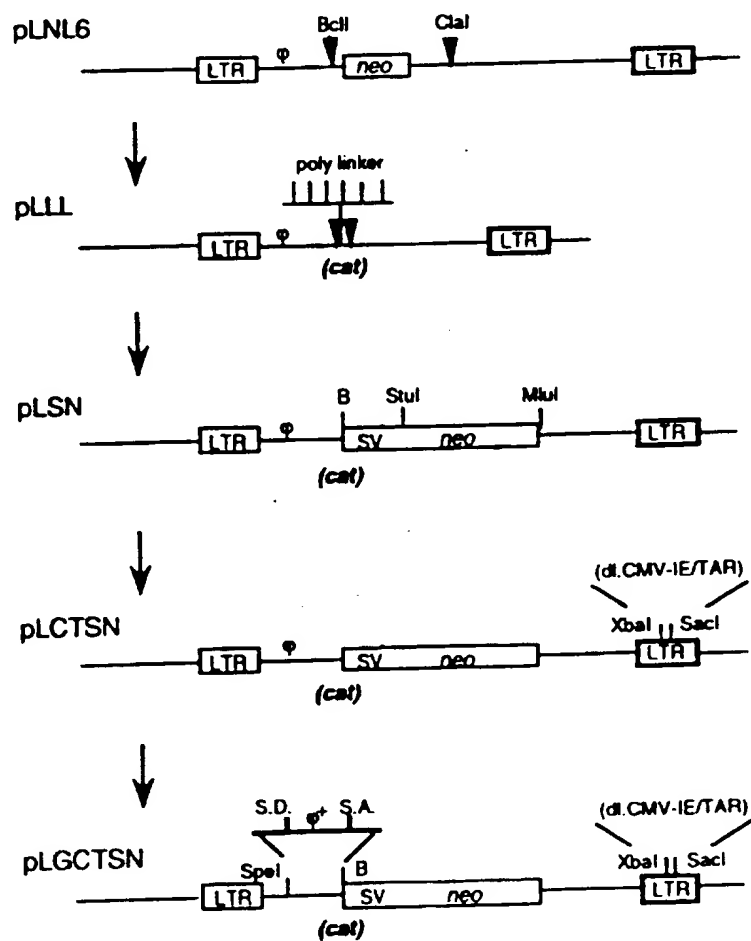 pLNL6
BclI
ClaI
LTR
φ
neo
LTR
poly linker
pLLL
LTR
φ
(cat)
LTR
pLSN
B
StuI
MluI
LTR
φ
SV
neo
LTR
(cat)
(dl.CMV-IE/TAR)
pLCTSN
XbaI
SacI
LTR
φ
SV
neo
LTR
(cat)
S.D.
φ+
S.A.
(dl.CMV-IE/TAR)
pLGCTSN
SpeI
B
XbaI
SacI
LTR
SV
neo
LTR
(cat)